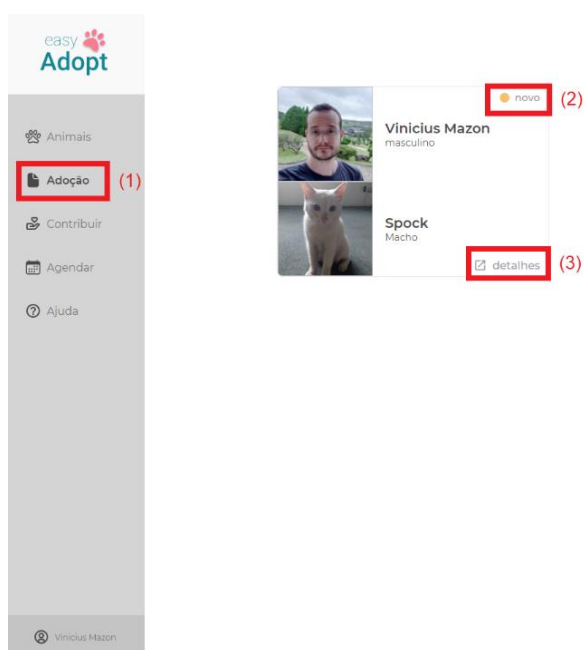 easy
Adopt
Animais
Adoção
(1)
Contribuir
Agendar
Ajuda
Vinicius Mazon
novo
(2)
Vinicius Mazon
masculino
Spock
Macho
detalhes
(3)